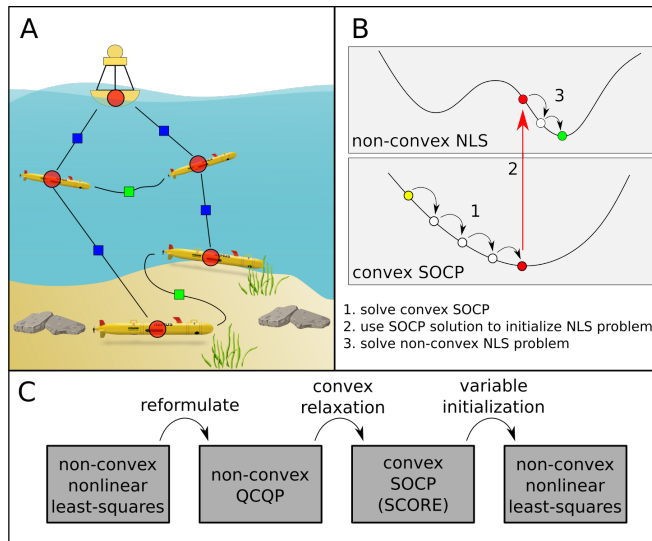 A
B
3
non-convex NLS
2
1
convex SOCP
1. solve convex SOCP
2. use SOCP solution to initialize NLS problem
3. solve non-convex NLS problem
C
reformulate
convex
relaxation
variable
initialization
non-convex
nonlinear
least-squares
non-convex
QCQP
convex
SOCP
(SCORE)
non-convex
nonlinear
least-squares